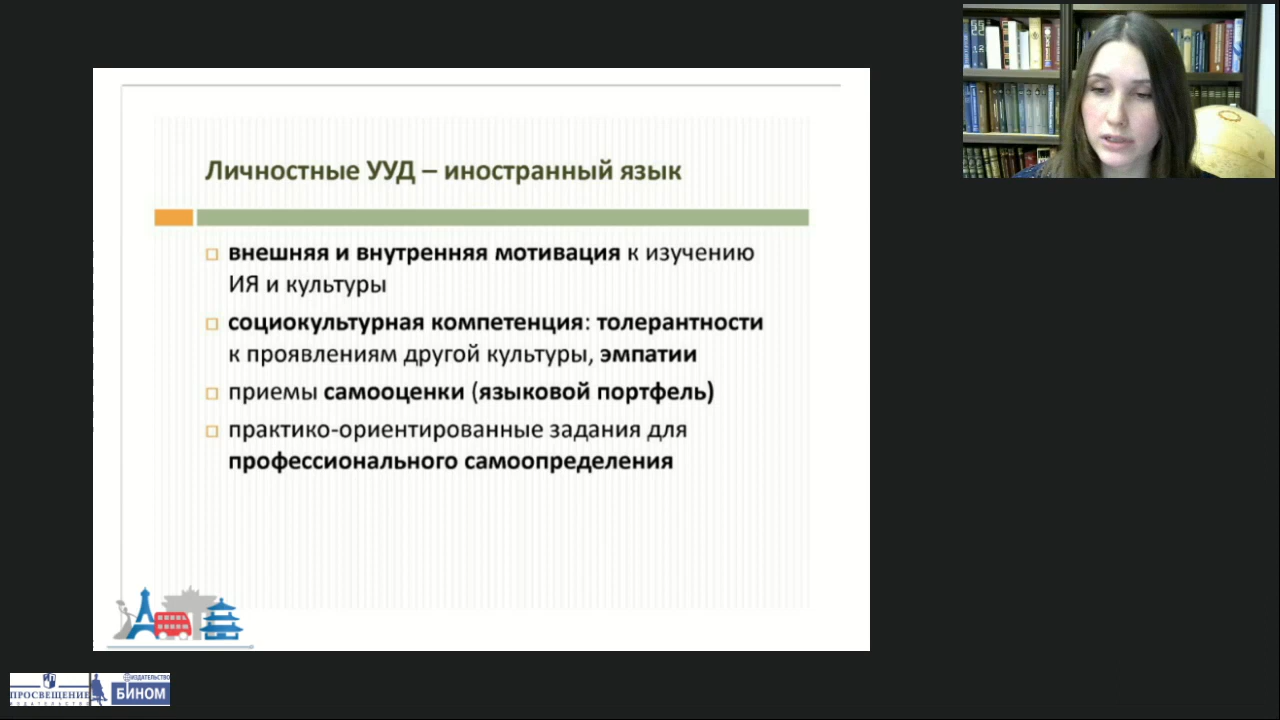 Личностные УУД – иностранный язык
внешняя и внутренняя мотивация к изучению
ИЯ и культуры
социокультурная компетенция: толерантности
к проявлениям другой культуры, эмпатии
приемы самооценки (языковой портфель)
практико-ориентированные задания для
профессионального самоопределения
ПРОСВЕЩЕНИЕ
ИЗДАТЕЛЬСТВО
ИЗДАТЕЛЬСТВО
БИНОМ